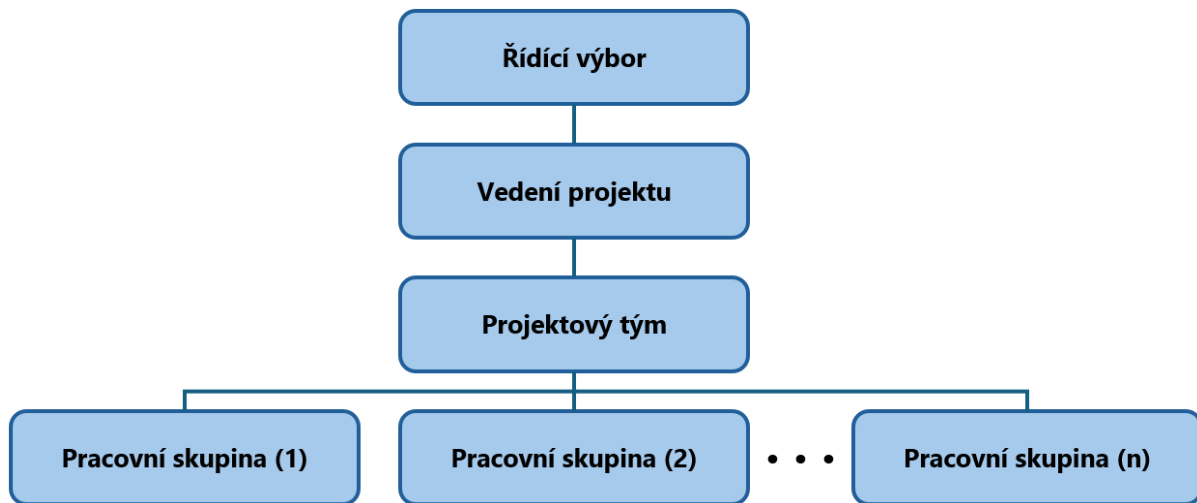 Řídící výbor
Vedení projektu
Projektový tým
Pracovní skupina (1)
Pracovní skupina (2)
• • •
Pracovní skupina (n)